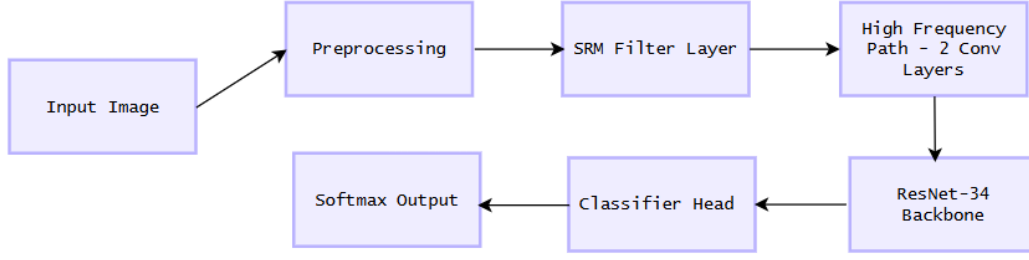 Input Image
Preprocessing
SRM Filter Layer
High Frequency
Path - 2 Conv
Layers
ResNet-34
Backbone
Classifier Head
Softmax Output